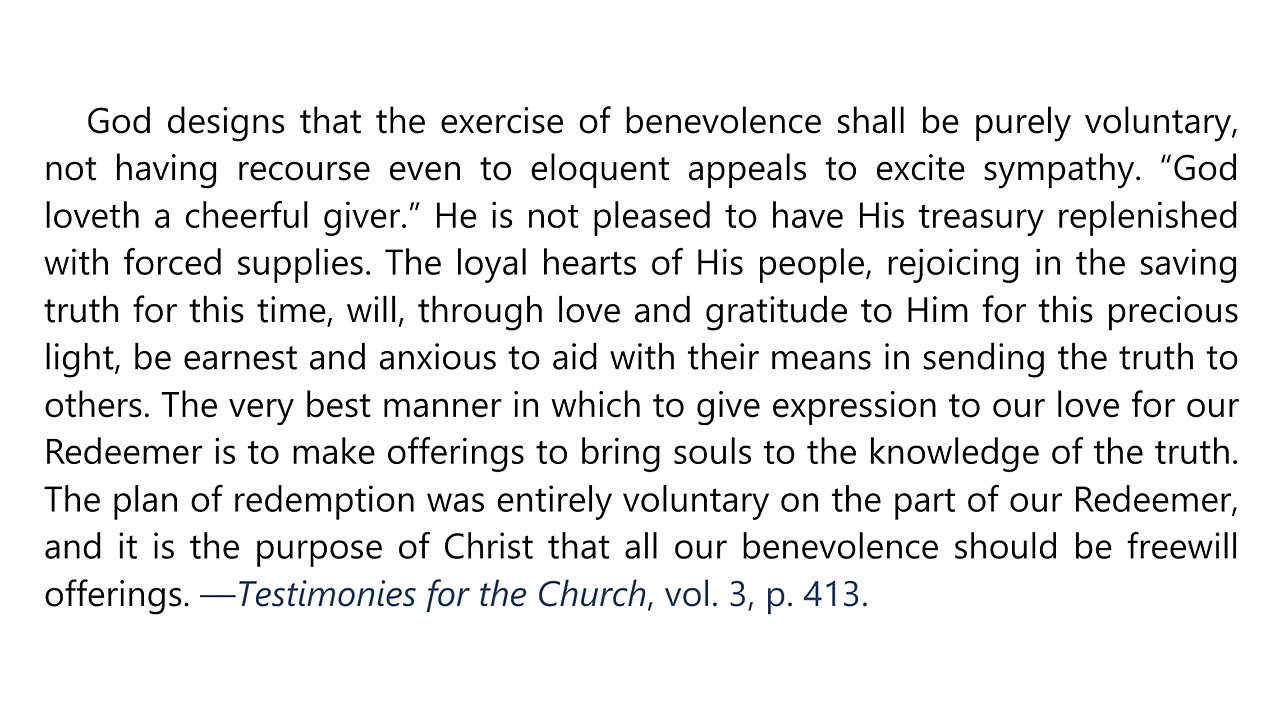 God designs that the exercise of benevolence shall be purely voluntary,
not having recourse even to eloquent appeals to excite sympathy. “God
loveth a cheerful giver.” He is not pleased to have His treasury replenished
with forced supplies. The loyal hearts of His people, rejoicing in the saving
truth for this time, will, through love and gratitude to Him for this precious
light, be earnest and anxious to aid with their means in sending the truth to
others. The very best manner in which to give expression to our love for our
Redeemer is to make offerings to bring souls to the knowledge of the truth.
The plan of redemption was entirely voluntary on the part of our Redeemer,
and it is the purpose of Christ that all our benevolence should be freewill
offerings. —Testimonies for the Church, vol. 3, p. 413.